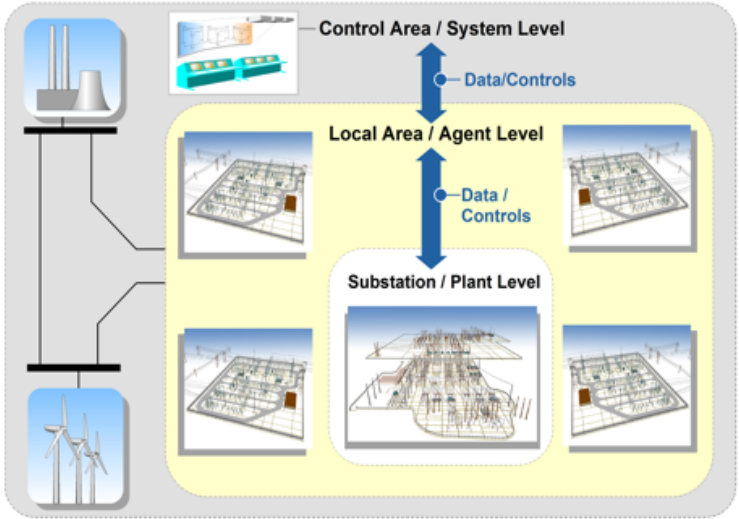 Control Area / System Level
Data/Controls
Local Area / Agent Level
Data /
Controls
Substation / Plant Level